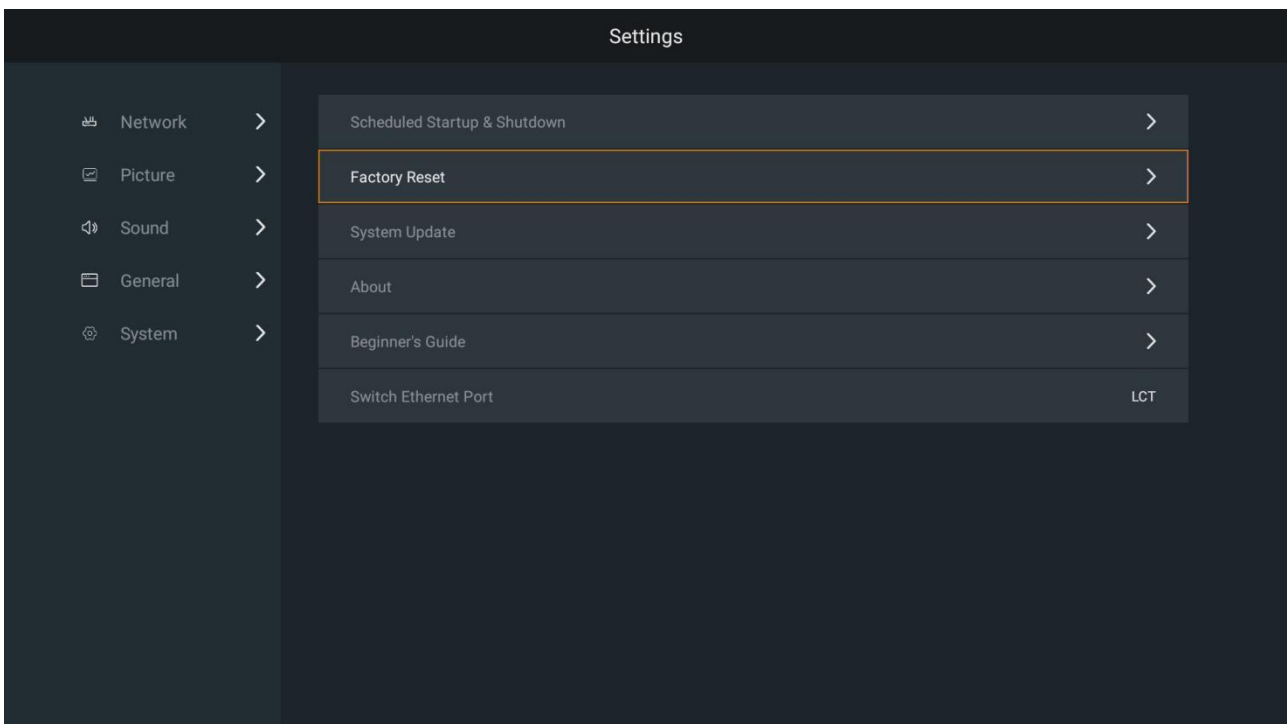 Settings
Network
Picture
Sound
General
System
Scheduled Startup & Shutdown
Factory Reset
System Update
About
Beginner's Guide
Switch Ethernet Port LCT